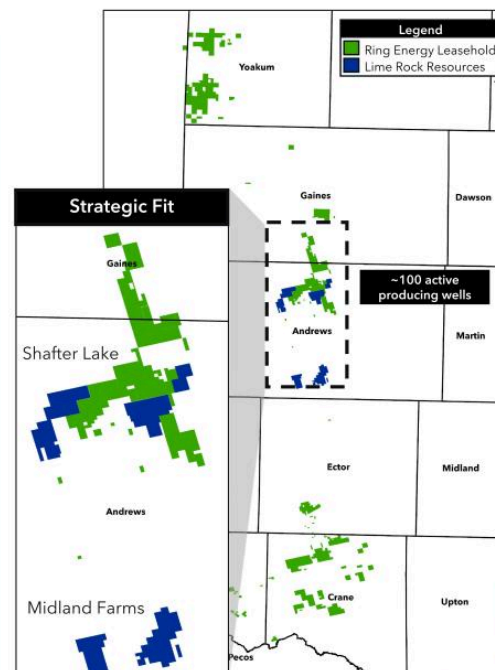 Legend
Ring Energy Leasehold
Lime Rock Resources
Yoakum
Gaines
Dawson
Strategic Fit
Gaines
~100 active
producing wells
Andrews
Martin
Shafter Lake
Andrews
Ector
Midland
Midland Farms
Crane
Upton
Pecos